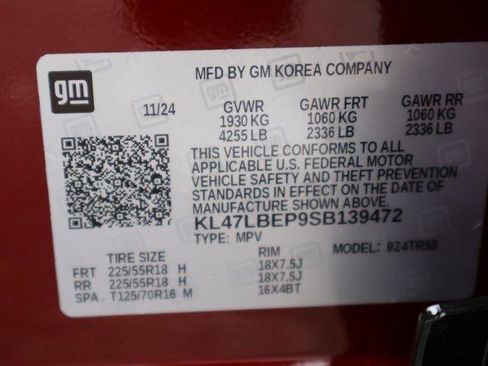 MFD BY GM KOREA COMPANY
gm
11/24 GVWR GAWR FRT GAWR RR
1930 KG 1060 KG 1060 KG
4255 LB 2336 LB 2336 LB
THIS VEHICLE CONFORMS TO ALL
APPLICABLE U.S. FEDERAL MOTOR
VEHICLE SAFETY AND THEFT PREVENTION
STANDARDS IN EFFECT ON THE DATE OF
MANUFACTURE SHOWN ABOVE.
KL47LBEP9SB139472
TYPE: MPV MODEL: 924TR56
TIRE SIZE RIM
FRT 225/55R18 H 18X7.5J
RR 225/55R18 H 18X7.5J
SPA T125/70R16 M 16X4BT